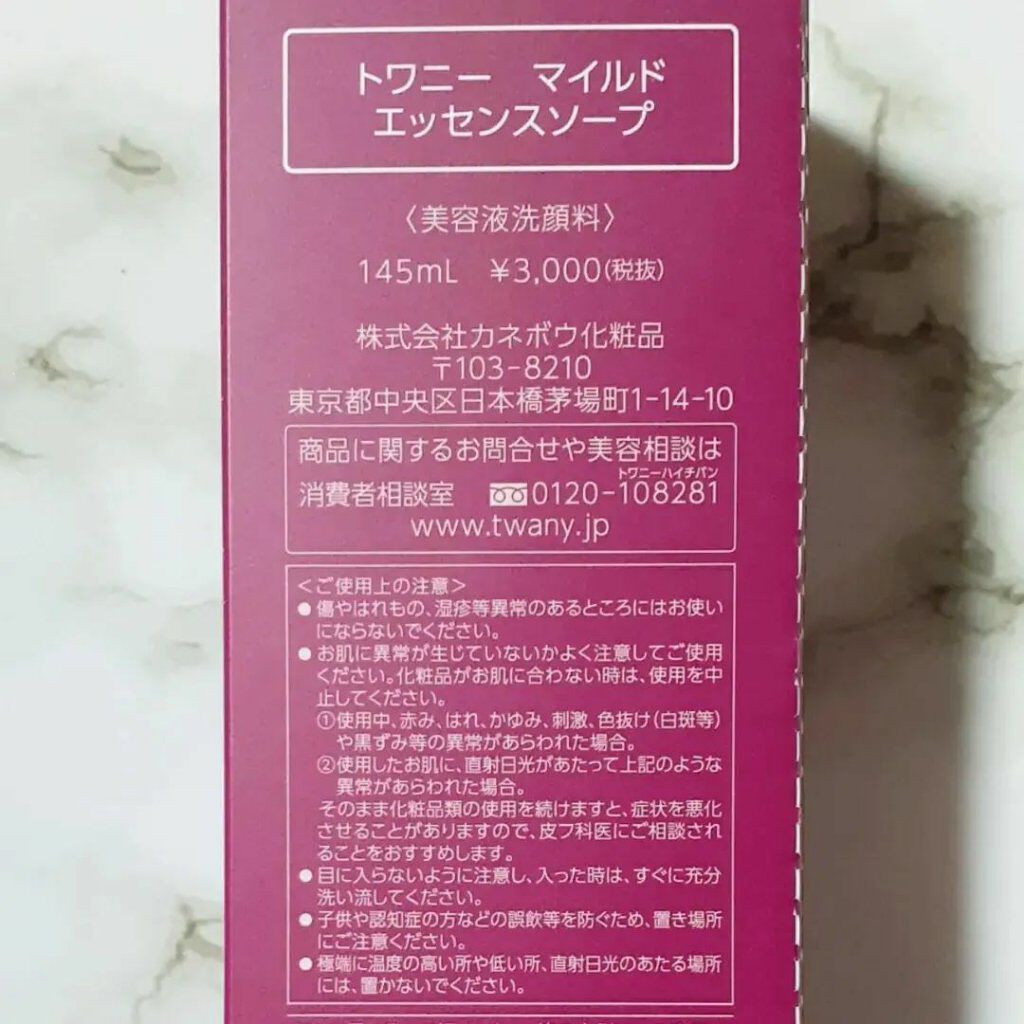 トワニー　マイルド
エッセンスソープ
〈美容液洗顔料〉
145mL　¥3,000(税抜)
株式会社カネボウ化粧品
〒103-8210
東京都中央区日本橋茅場町1-14-10
商品に関するお問合せや美容相談は
トワニーハイチバン
消費者相談室　0120-108281
www.twany.jp
＜ご使用上の注意＞
●傷やはれもの、湿疹等異常のあるところにはお使い
にならないでください。
●お肌に異常が生じていないかよく注意してご使用
ください。化粧品がお肌に合わない時は、使用を中
止してください。
①使用中、赤み、はれ、かゆみ、刺激、色抜け(白斑等)
や黒ずみ等の異常があらわれた場合。
②使用したお肌に、直射日光があたって上記のような
異常があらわれた場合。
そのまま化粧品類の使用を続けますと、症状を悪化
させることがありますので、皮フ科医にご相談され
ることをおすすめします。
●目に入らないように注意し、入った時は、すぐに充分
洗い流してください。
●子供や認知症の方などの誤飲等を防ぐため、置き場所
にご注意ください。
●極端に温度の高い所や低い所、直射日光のあたる場所
には、置かないでください。